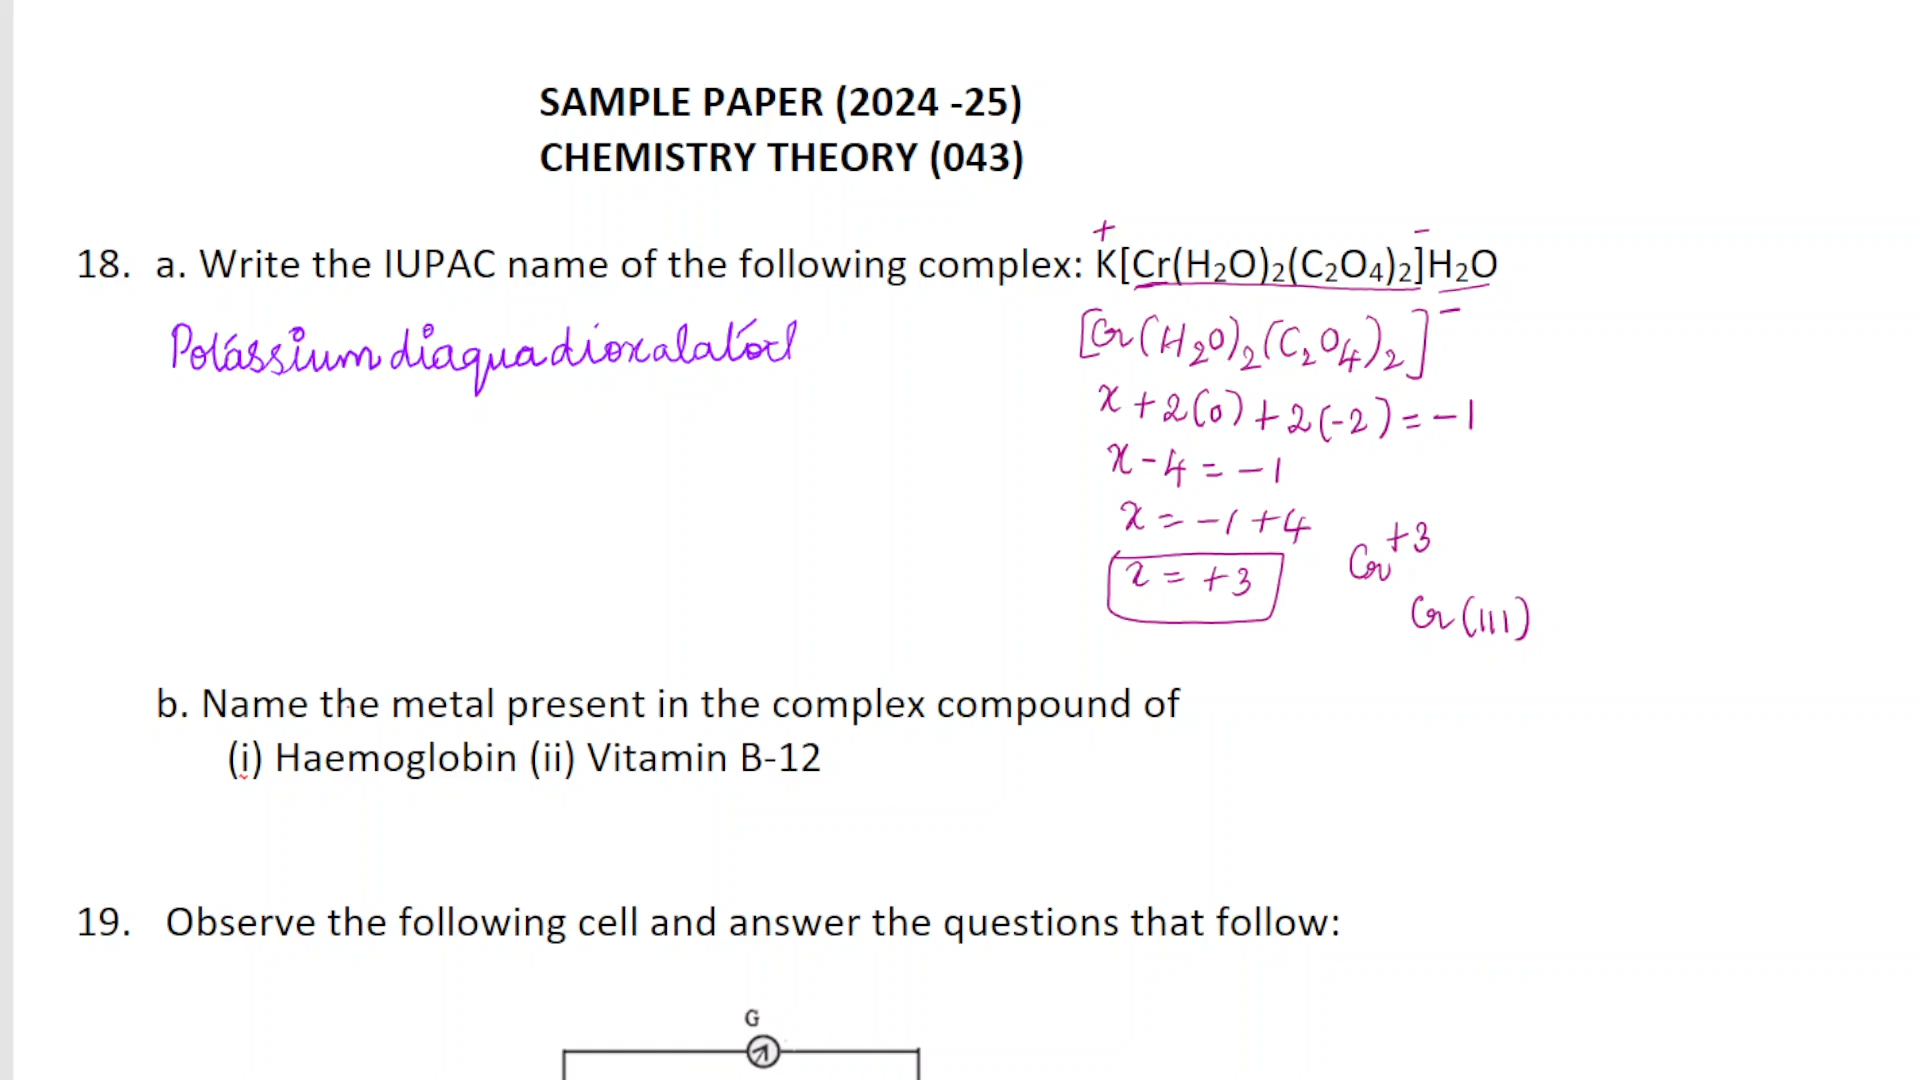 SAMPLE PAPER (2024 -25)
CHEMISTRY THEORY (043)
+ −
18. a. Write the IUPAC name of the following complex: K[Cr(H₂O)₂(C₂O₄)₂]H₂O
[Cr(H₂O)₂(C₂O₄)₂]⁻
Potassium diaquadioxalato
x + 2(0) + 2(-2) = -1
x - 4 = -1
x = -1 + 4
x = +3
Cr⁺³
Cr(III)
b. Name the metal present in the complex compound of
(i) Haemoglobin (ii) Vitamin B-12
19. Observe the following cell and answer the questions that follow:
G